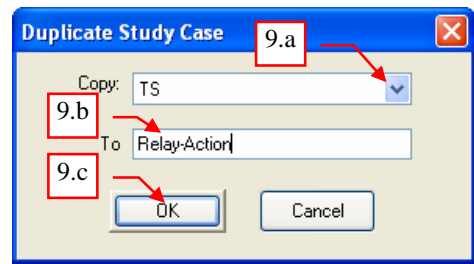 Duplicate Study Case
9.a
Copy: TS
9.b
To Relay-Action
9.c
OK Cancel